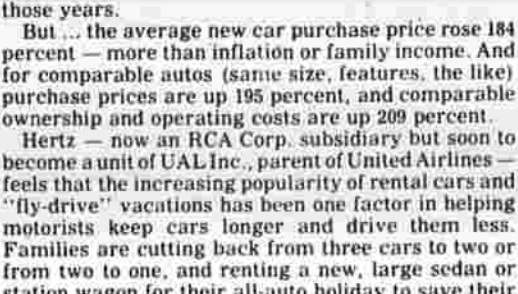 those years.
But ... the average new car purchase price rose 184
percent — more than inflation or family income. And
for comparable autos (same size, features, the like)
purchase prices are up 195 percent, and comparable
ownership and operating costs are up 209 percent.
Hertz — now an RCA Corp. subsidiary but soon to
become a unit of UAL Inc., parent of United Airlines —
feels that the increasing popularity of rental cars and
"fly-drive" vacations has been one factor in helping
motorists keep cars longer and drive them less.
Families are cutting back from three cars to two or
from two to one, and renting a new, large sedan or
station wagon for their all-auto holiday to save their